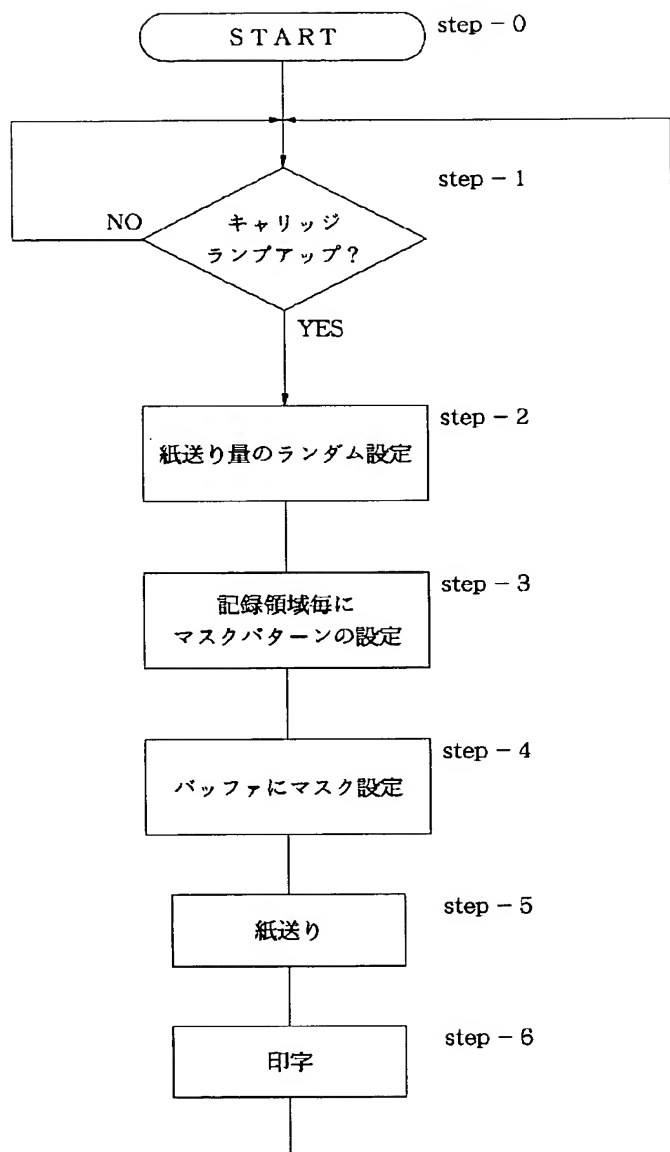 START
step-0
step-1
キャリッジ
ランプアップ?
NO
YES
step-2
紙送り量のランダム設定
step-3
記録領域毎に
マスクパターンの設定
step-4
バッファにマスク設定
step-5
紙送り
step-6
印字